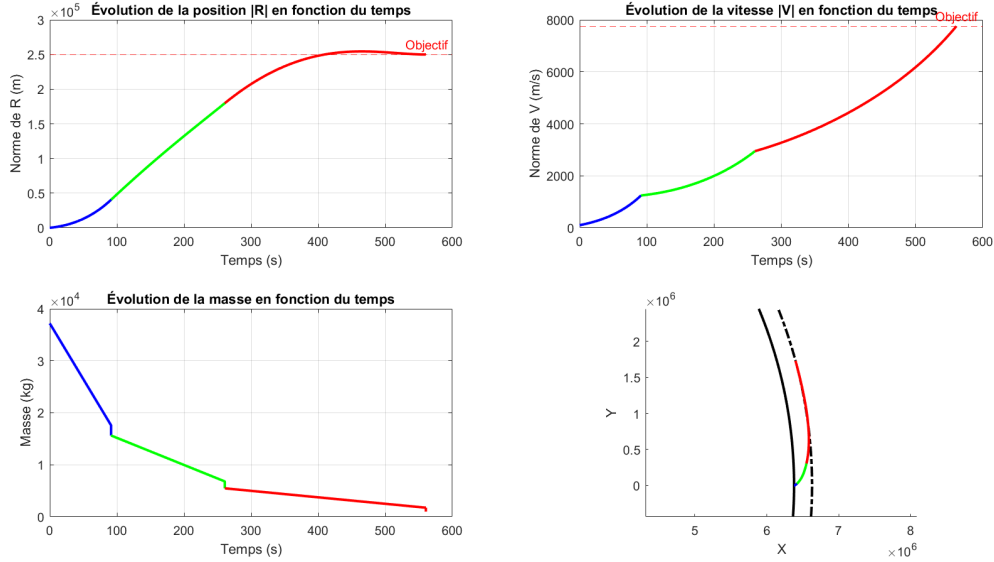 Évolution de la position |R| en fonction du temps
×10^5
3
2.5
2
1.5
1
0.5
0
Norme de R (m)
Objectif
0 100 200 300 400 500 600
Temps (s)
Évolution de la vitesse |V| en fonction du temps
Objectif
8000
6000
4000
2000
0
Norme de V (m/s)
0 100 200 300 400 500 600
Temps (s)
Évolution de la masse en fonction du temps
×10^4
4
3
2
1
0
Masse (kg)
0 100 200 300 400 500 600
Temps (s)
×10^6
2
1.5
1
0.5
0
Y
5 6 7 8
X
×10^6